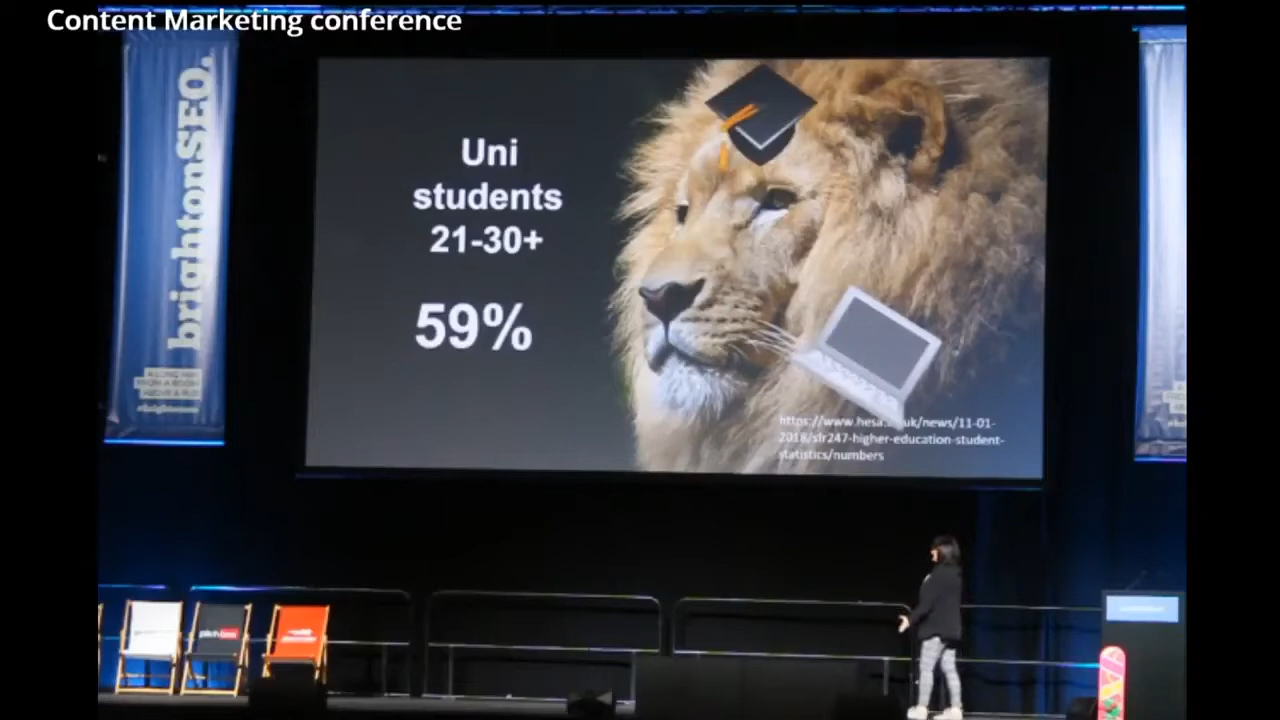 Content Marketing conference
brightonSEO.
Uni
students
21-30+
59%
https://www.hesa. uk/news/11-01-
2018/sfr247-higher-education-student-
statistics/numbers
pitch